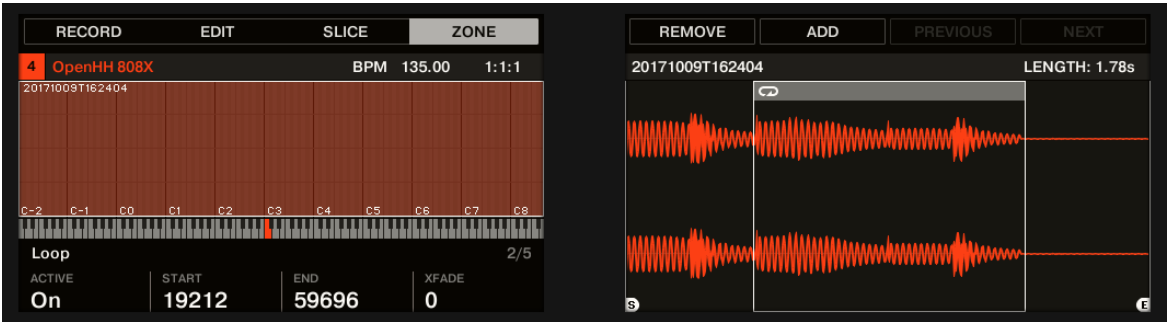 RECORD EDIT SLICE ZONE
4 OpenHH 808X BPM 135.00 1:1:1
20171009T162404
C-2 C-1 C0 C1 C2 C3 C4 C5 C6 C7 C8
Loop 2/5
ACTIVE START END XFADE
On 19212 59696 0
REMOVE ADD PREVIOUS NEXT
20171009T162404 LENGTH: 1.78s
S E